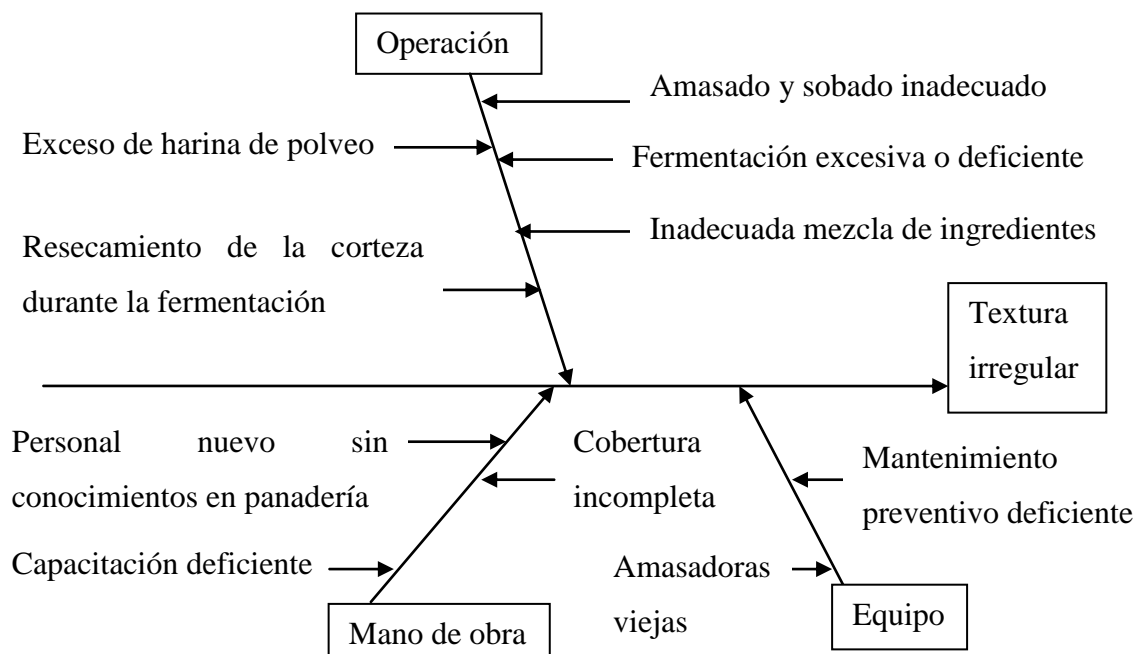 Operación
Amasado y sobado inadecuado
Exceso de harina de polveo
Fermentación excesiva o deficiente
Inadecuada mezcla de ingredientes
Resecamiento de la corteza
durante la fermentación
Textura
irregular
Personal nuevo sin
conocimientos en panadería
Cobertura
incompleta
Mantenimiento
preventivo deficiente
Capacitación deficiente
Amasadoras
viejas
Mano de obra
Equipo